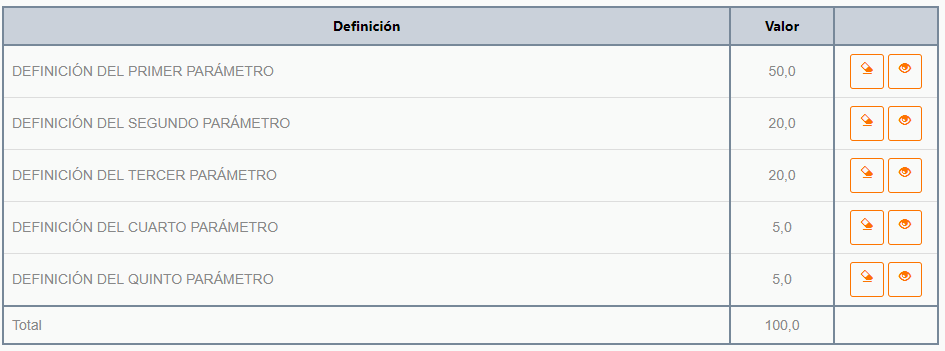 Definición Valor
DEFINICIÓN DEL PRIMER PARÁMETRO 50,0
DEFINICIÓN DEL SEGUNDO PARÁMETRO 20,0
DEFINICIÓN DEL TERCER PARÁMETRO 20,0
DEFINICIÓN DEL CUARTO PARÁMETRO 5,0
DEFINICIÓN DEL QUINTO PARÁMETRO 5,0
Total 100,0